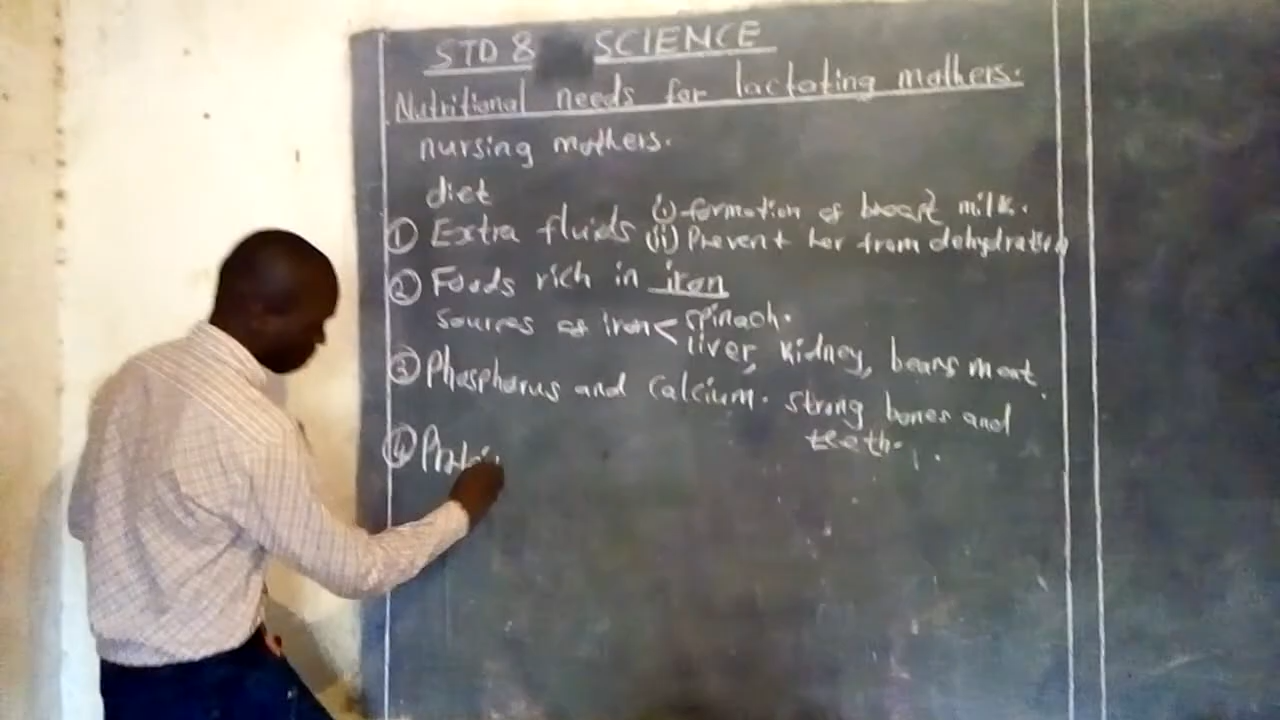 STD 8 SCIENCE
Nutritional needs for lactating mothers.
nursing mothers.
diet
① Extra fluids (i) formation of breast milk.
(ii) Prevent her from dehydration
② Foods rich in iron
Sources of iron < spinach.
liver, kidney, beans meat.
③ Phosphorus and Calcium. strong bones and
teeth.
④ Protei